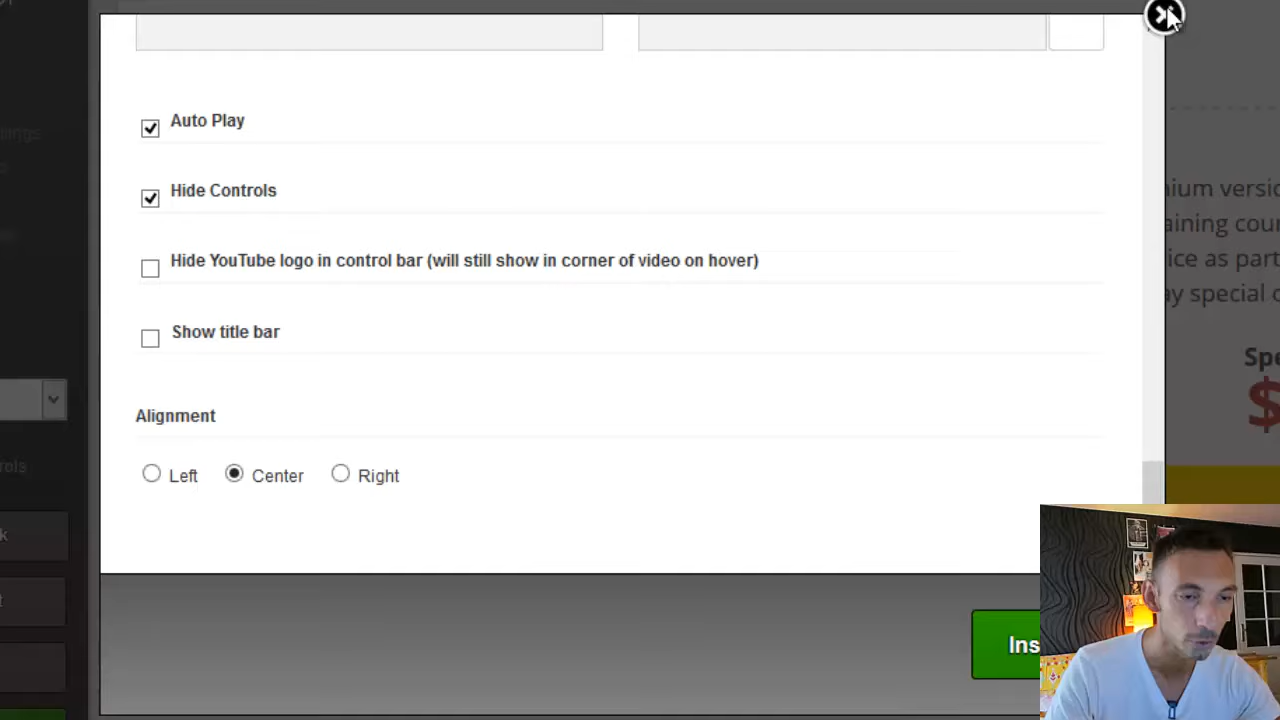 Auto Play
Hide Controls
Hide YouTube logo in control bar (will still show in corner of video on hover)
Show title bar
Alignment
Left Center Right
special
$